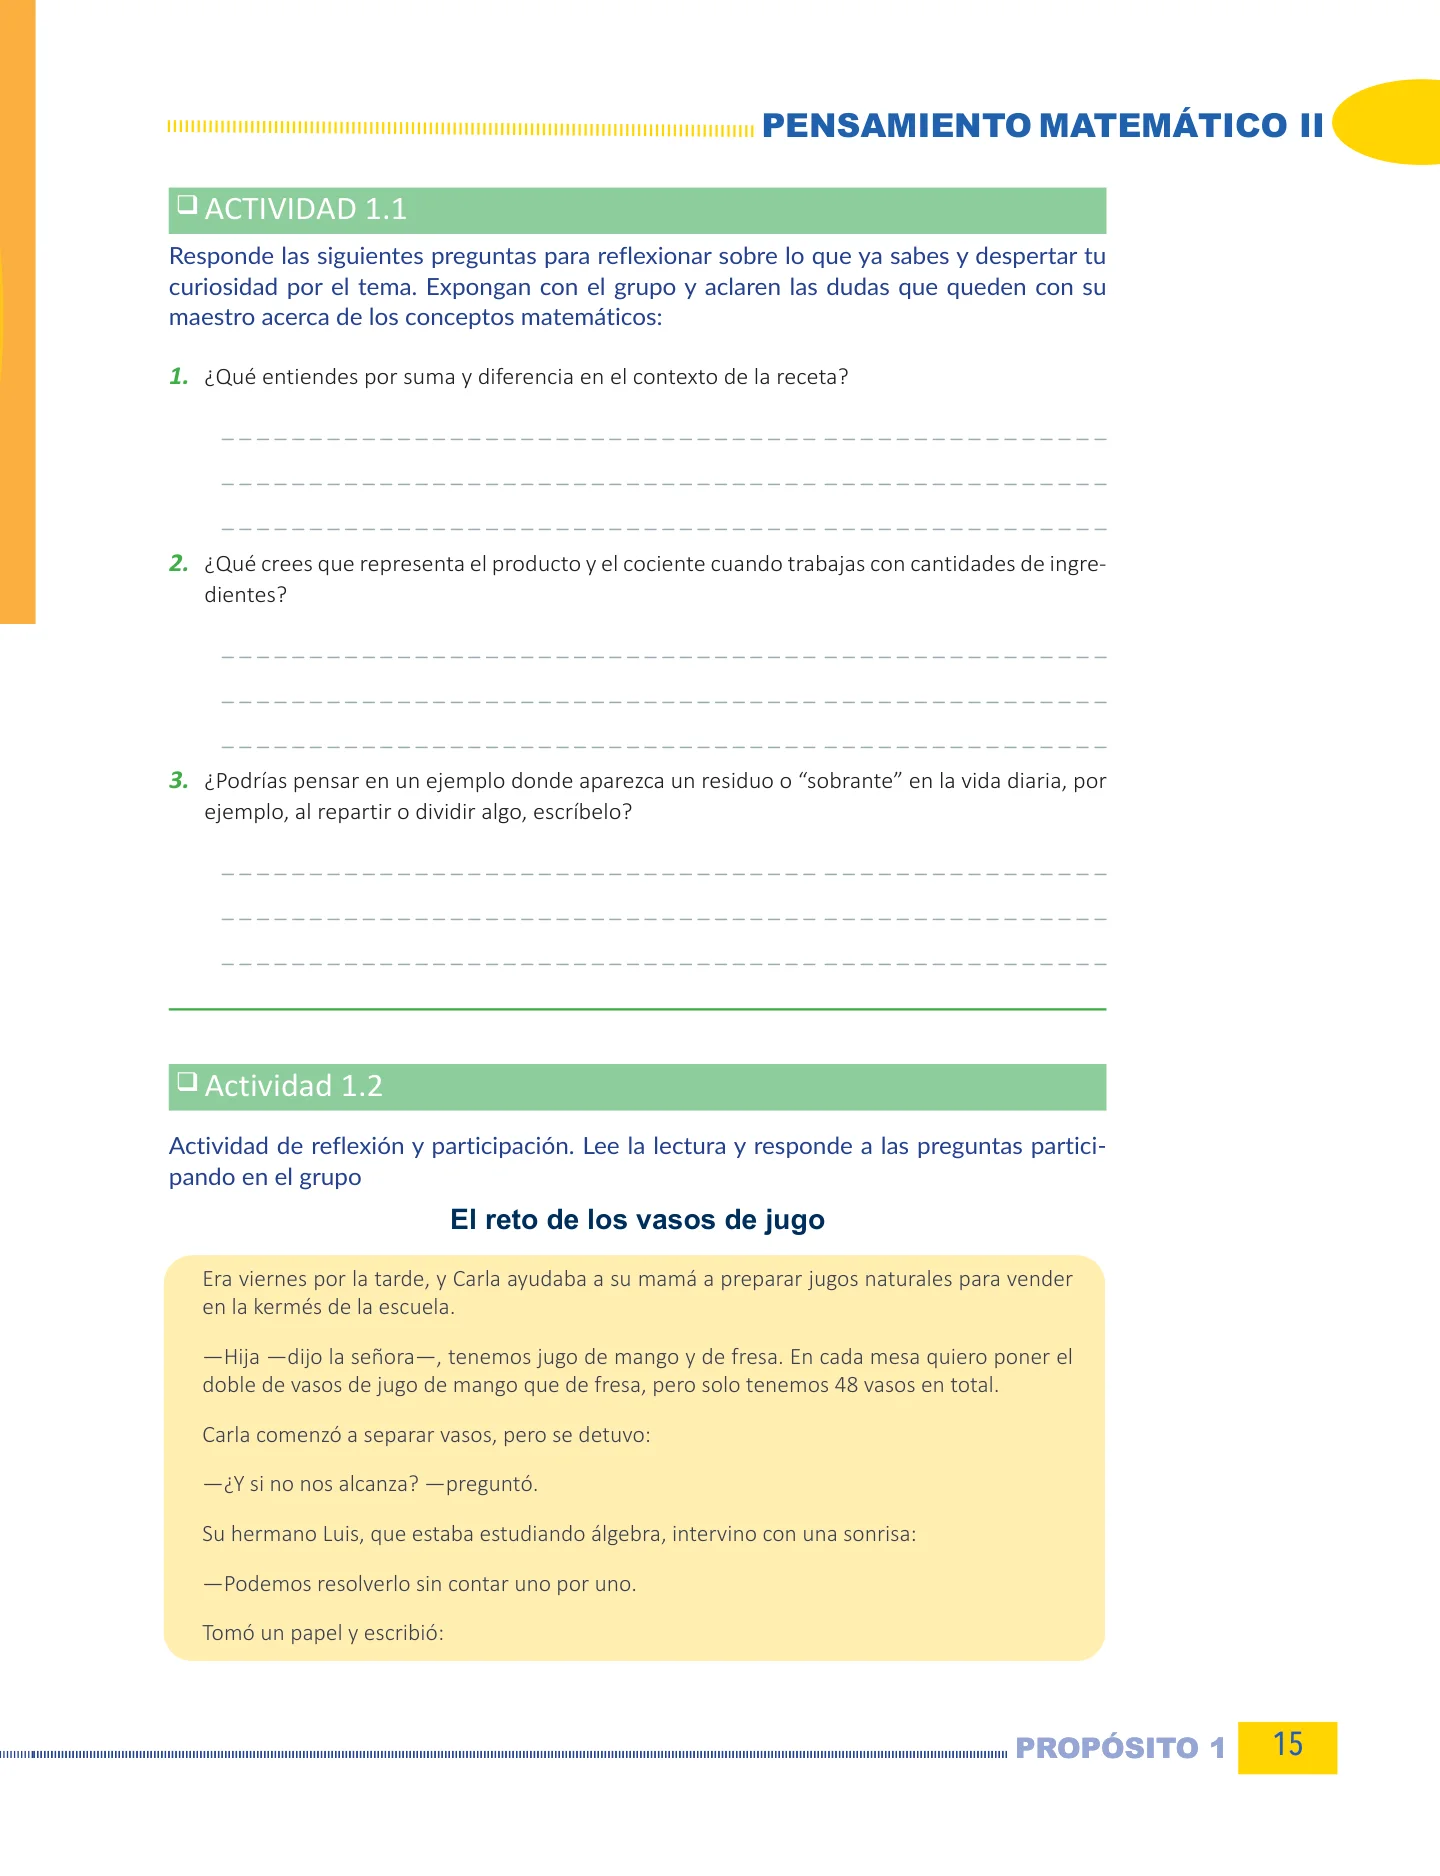 PENSAMIENTO MATEMÁTICO II
❏ ACTIVIDAD 1.1
Responde las siguientes preguntas para reflexionar sobre lo que ya sabes y despertar tu
curiosidad por el tema. Expongan con el grupo y aclaren las dudas que queden con su
maestro acerca de los conceptos matemáticos:
1. ¿Qué entiendes por suma y diferencia en el contexto de la receta?
2. ¿Qué crees que representa el producto y el cociente cuando trabajas con cantidades de ingre-
dientes?
3. ¿Podrías pensar en un ejemplo donde aparezca un residuo o “sobrante” en la vida diaria, por
ejemplo, al repartir o dividir algo, escríbelo?
❏ Actividad 1.2
Actividad de reflexión y participación. Lee la lectura y responde a las preguntas partici-
pando en el grupo
El reto de los vasos de jugo
Era viernes por la tarde, y Carla ayudaba a su mamá a preparar jugos naturales para vender
en la kermés de la escuela.
—Hija —dijo la señora—, tenemos jugo de mango y de fresa. En cada mesa quiero poner el
doble de vasos de jugo de mango que de fresa, pero solo tenemos 48 vasos en total.
Carla comenzó a separar vasos, pero se detuvo:
—¿Y si no nos alcanza? —preguntó.
Su hermano Luis, que estaba estudiando álgebra, intervino con una sonrisa:
—Podemos resolverlo sin contar uno por uno.
Tomó un papel y escribió:
PROPÓSITO 1 15